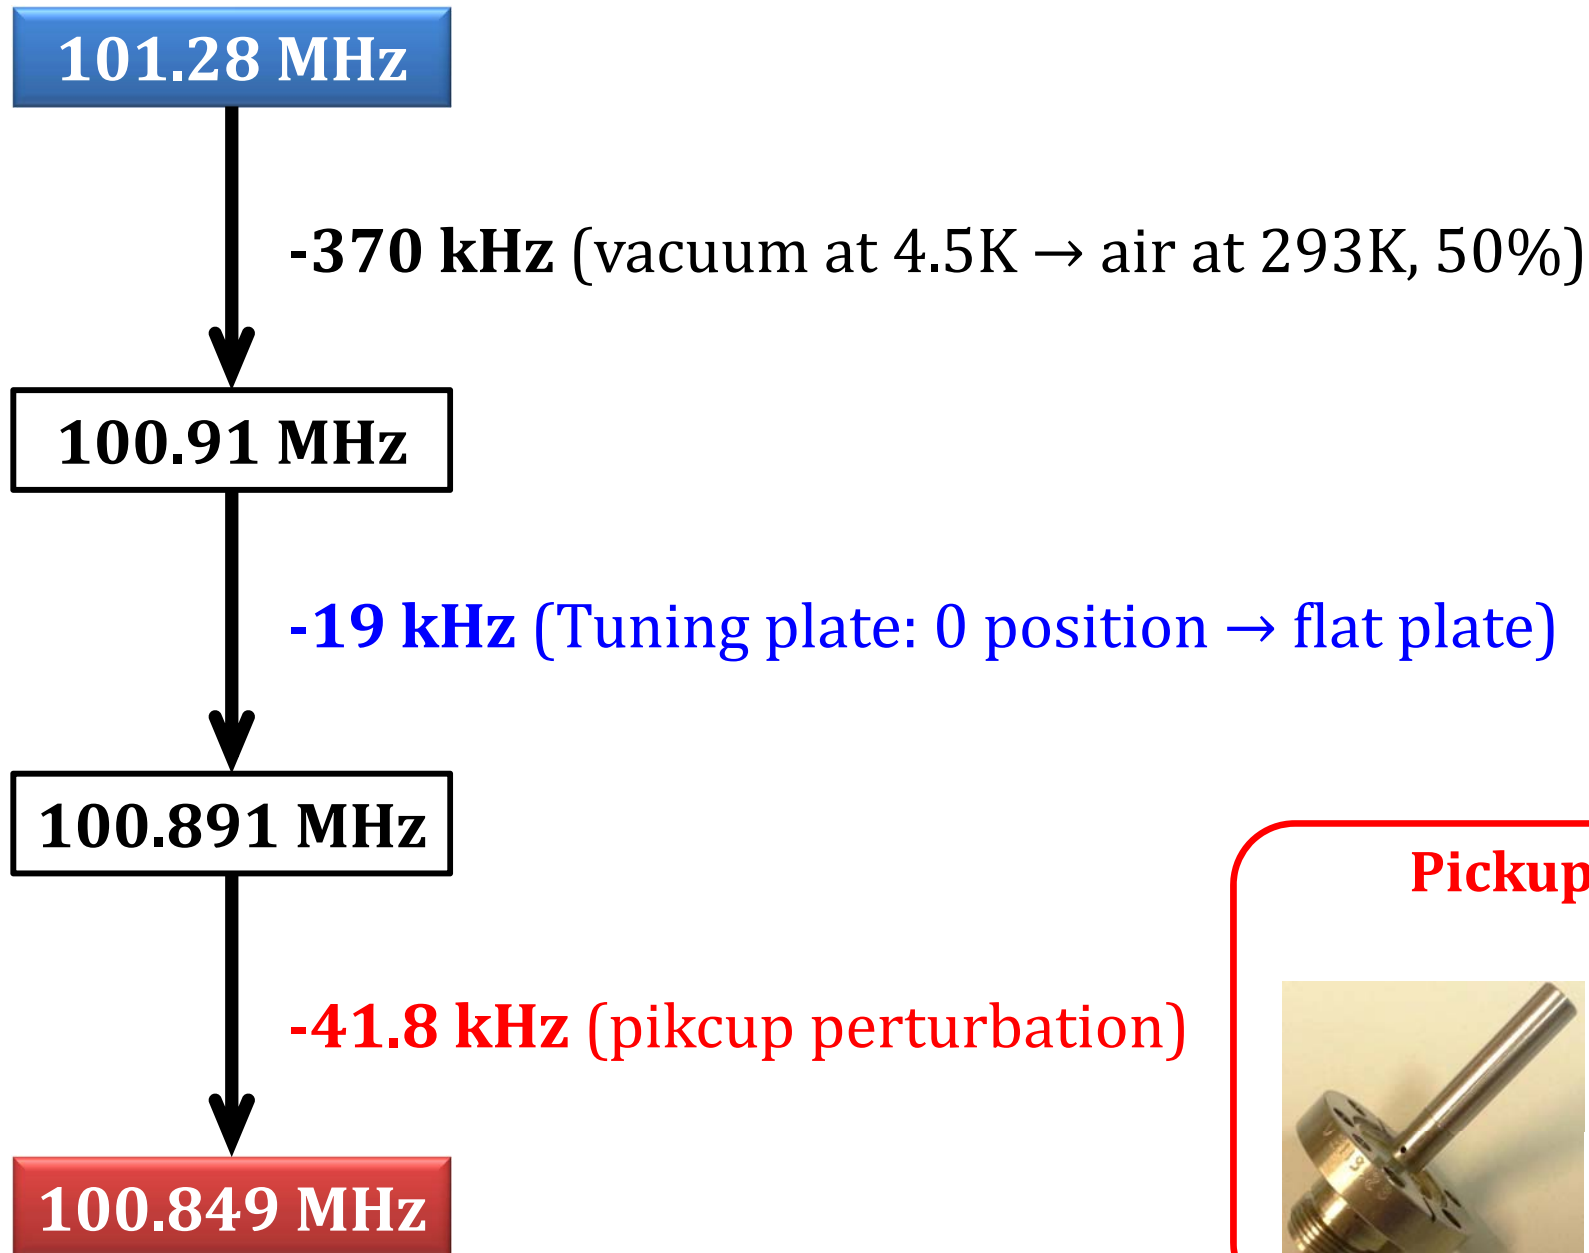 101.28 MHz
-370 kHz (vacuum at 4.5K → air at 293K, 50%)
100.91 MHz
-19 kHz (Tuning plate: 0 position → flat plate)
100.891 MHz
Pickup
-41.8 kHz (pikcup perturbation)
100.849 MHz